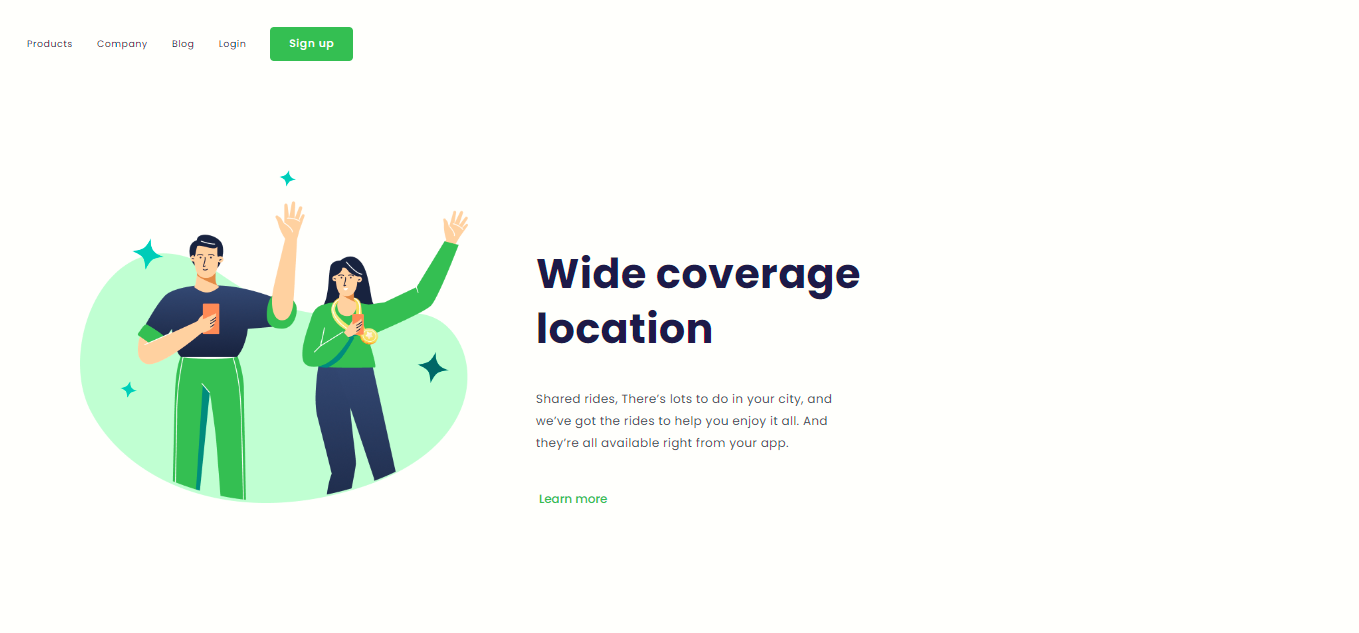 Products Company Blog Login Sign up
Wide coverage
location
Shared rides, There’s lots to do in your city, and
we’ve got the rides to help you enjoy it all. And
they’re all available right from your app.
Learn more